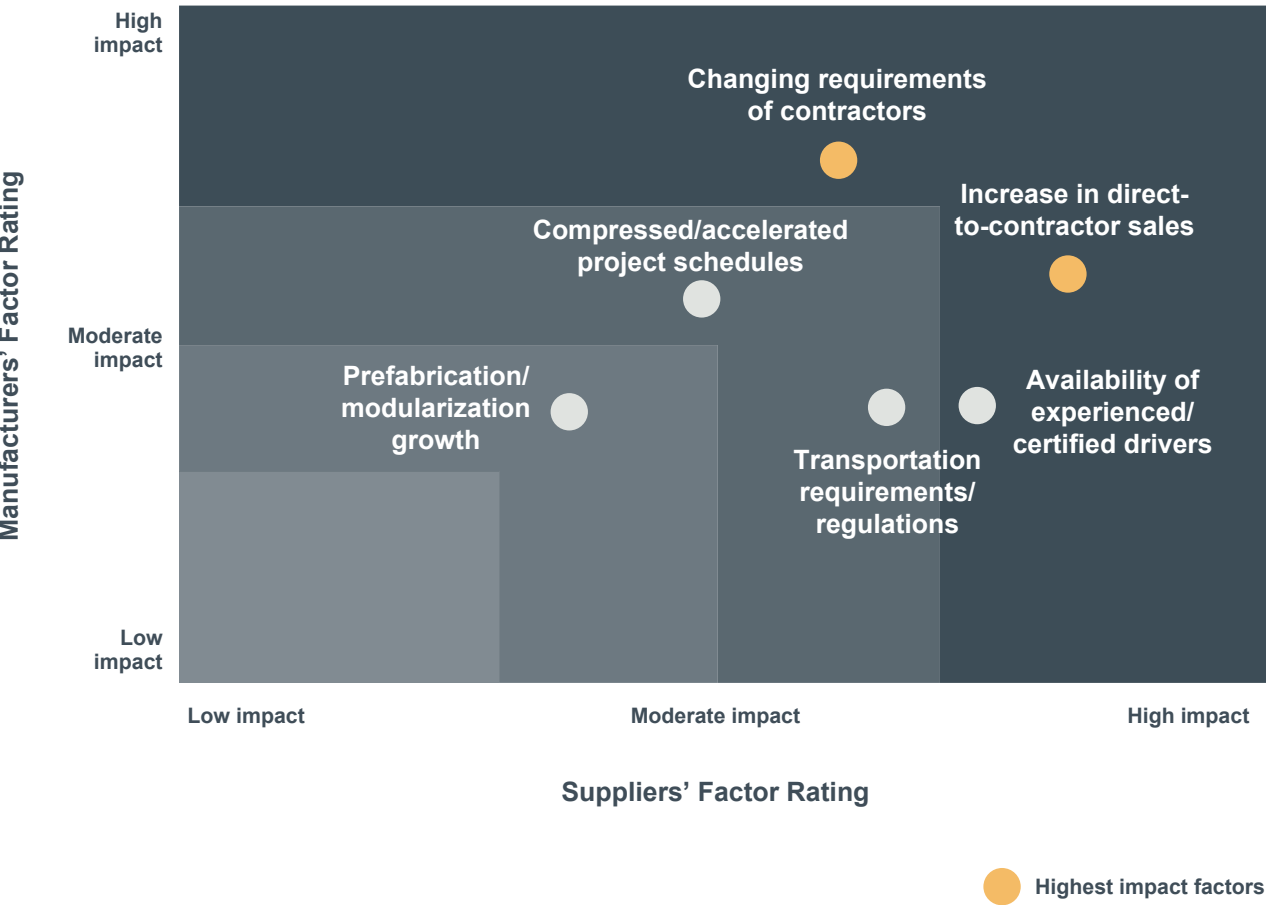 High
impact
Changing requirements
of contractors
Increase in direct-
to-contractor sales
Compressed/accelerated
project schedules
Manufacturers’ Factor Rating
Moderate
impact
Prefabrication/
modularization
growth
Availability of
experienced/
certified drivers
Transportation
requirements/
regulations
Low
impact
Low impact
Moderate impact
High impact
Suppliers’ Factor Rating
Highest impact factors